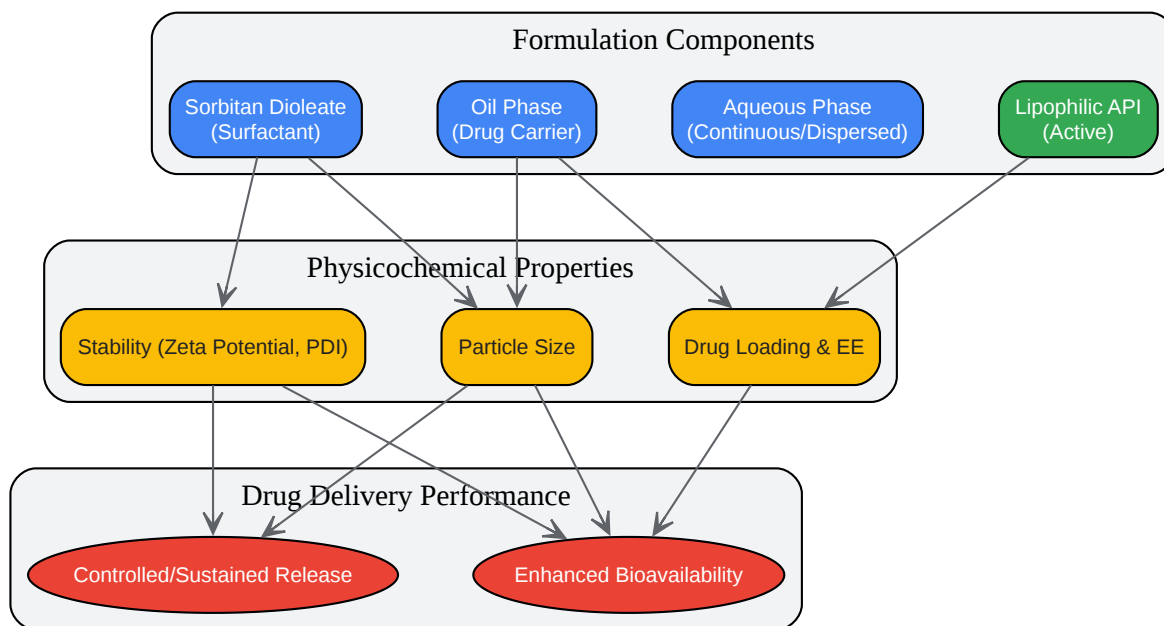 Formulation Components
Sorbitan Dioleate
(Surfactant)
Oil Phase
(Drug Carrier)
Aqueous Phase
(Continuous/Dispersed)
Lipophilic API
(Active)
Physicochemical Properties
Stability (Zeta Potential, PDI)
Particle Size
Drug Loading & EE
Drug Delivery Performance
Controlled/Sustained Release
Enhanced Bioavailability